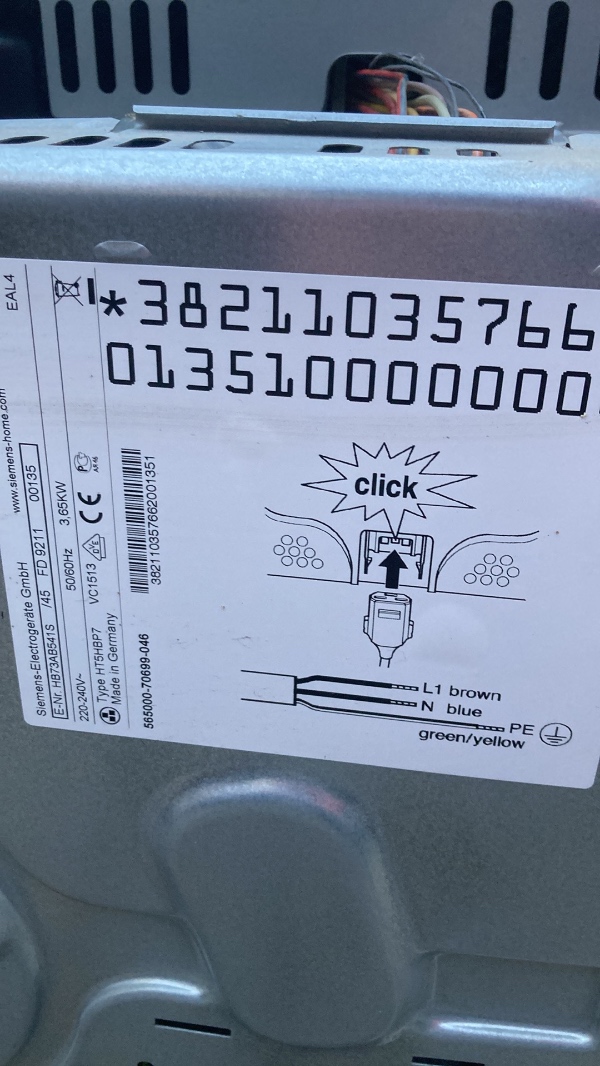 EAL4
www.siemens-home.com
Siemens-Electrogeräte GmbH
E-Nr. HB73AB541S /45 FD 9211 00135
220-240V~ 50/60Hz 3,65KW
Type HT5HBP7 VC1513
Made in Germany CE
565000-70699-046
382110357662001351
*38211035766
013510000000
click
L1 brown
N blue
PE
green/yellow